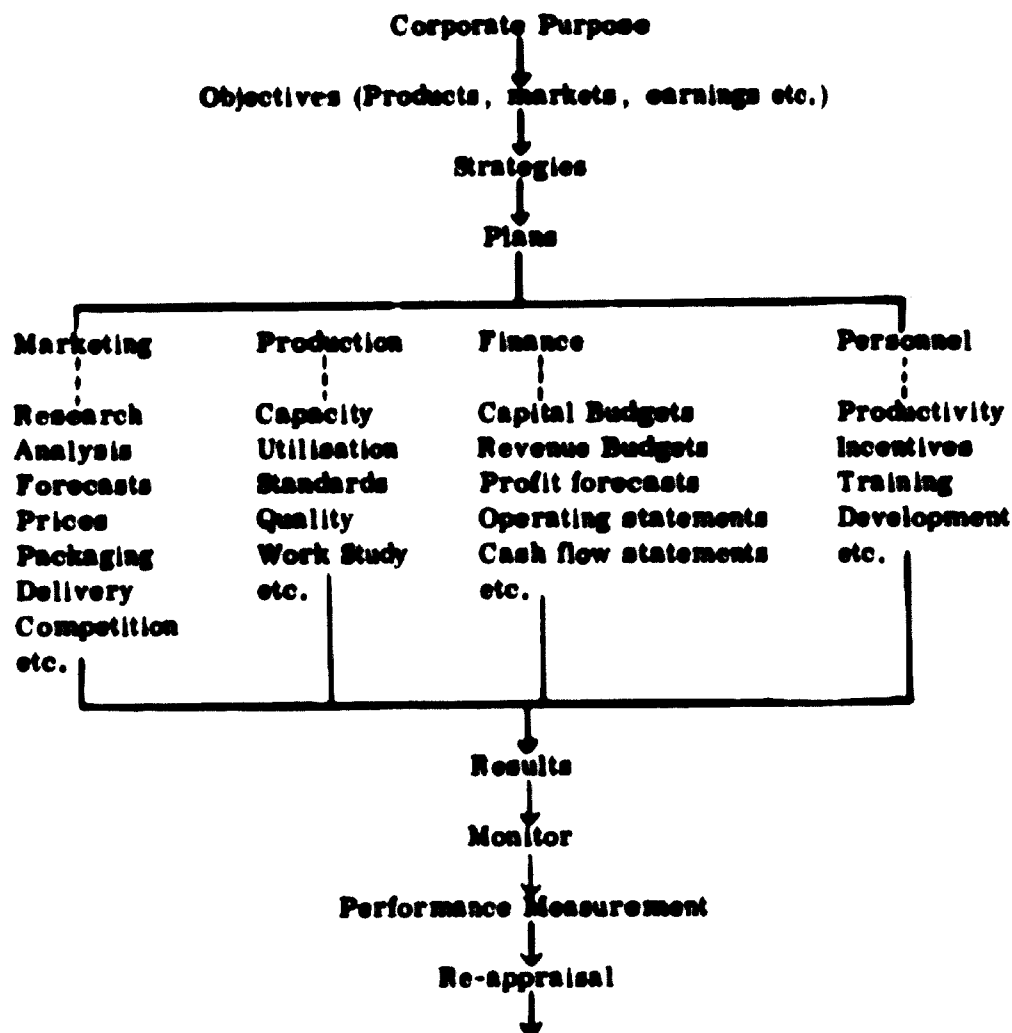 Corporate Purpose
Objectives (Products, markets, earnings etc.)
Strategies
Plans
Marketing
Research
Analysis
Forecasts
Prices
Packaging
Delivery
Competition
etc.
Production
Capacity
Utilisation
Standards
Quality
Work Study
etc.
Finance
Capital Budgets
Revenue Budgets
Profit forecasts
Operating statements
Cash flow statements
etc.
Personnel
Productivity
Incentives
Training
Development
etc.
Results
Monitor
Performance Measurement
Re-appraisal